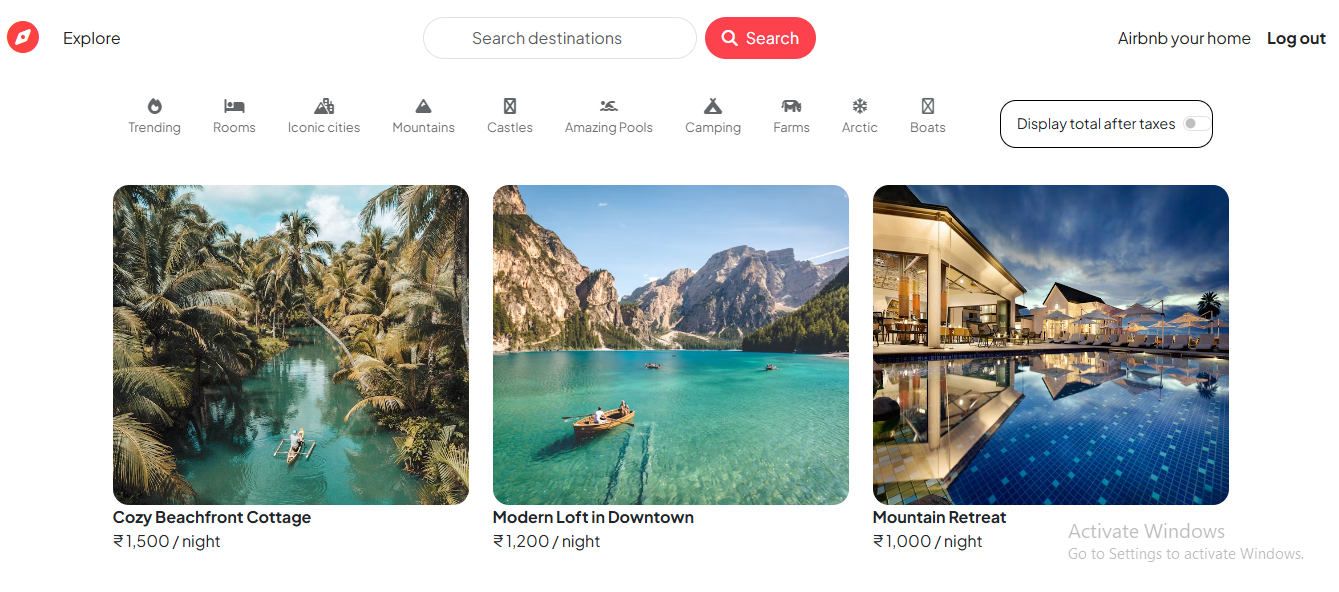 Explore
Search destinations
Search
Airbnb your home
Log out
Trending
Rooms
Iconic cities
Mountains
Castles
Amazing Pools
Camping
Farms
Arctic
Boats
Display total after taxes
Cozy Beachfront Cottage
₹ 1,500 / night
Modern Loft in Downtown
₹ 1,200 / night
Mountain Retreat
₹ 1,000 / night
Activate Windows
Go to Settings to activate Windows.